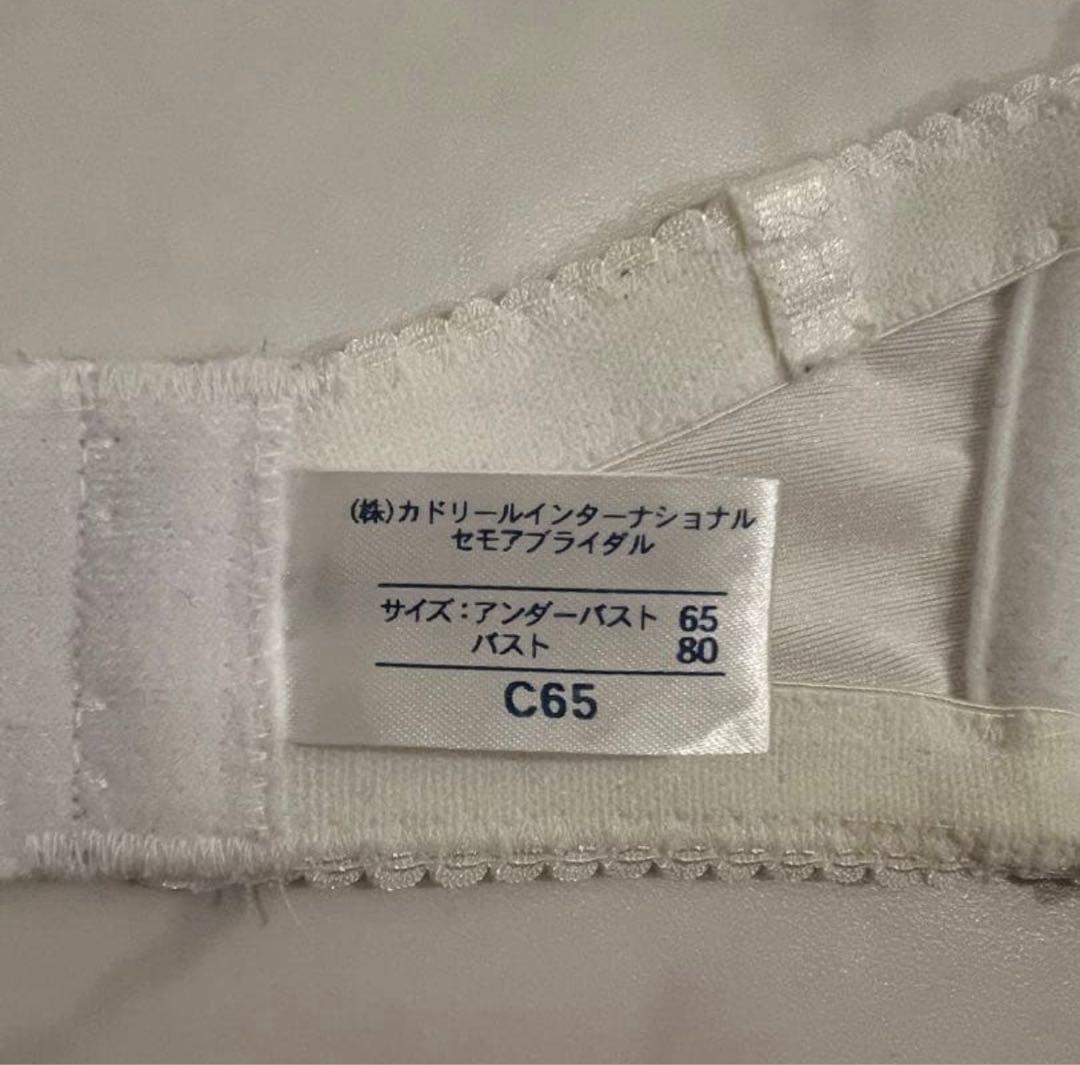 (株)カドリールインターナショナル
セモアブライダル
サイズ:アンダーバスト 65
バスト 80
C65